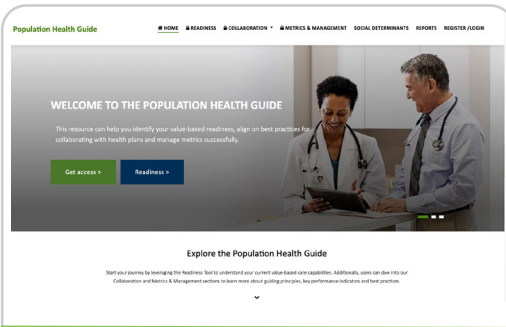 Population Health Guide
HOME READINESS COLLABORATION METRICS & MANAGEMENT SOCIAL DETERMINANTS REPORTS REGISTER /LOGIN
WELCOME TO THE POPULATION HEALTH GUIDE
This resource can help you identify your value-based readiness, align on best practices for
collaborating with health plans and manage metrics successfully.
Get access > Readiness >
Explore the Population Health Guide
Start your journey by leveraging the Readiness Tool to understand your current value-based care capabilities. Additionally, users can dive into our
Collaboration and Metrics & Management sections to learn more about guiding principles, key performance indicators and best practices.